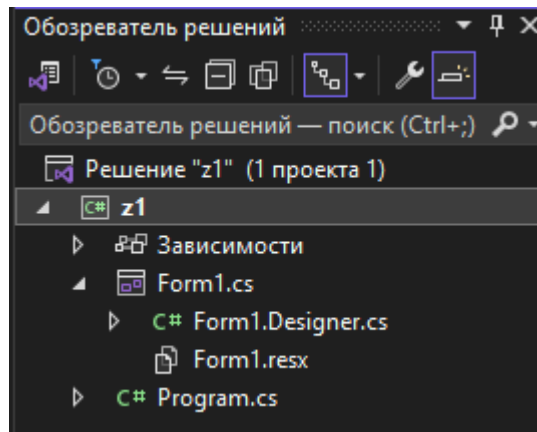 Обозреватель решений
Обозреватель решений — поиск (Ctrl+;)
Решение "z1" (1 проекта 1)
C# z1
Зависимости
Form1.cs
C# Form1.Designer.cs
Form1.resx
C# Program.cs